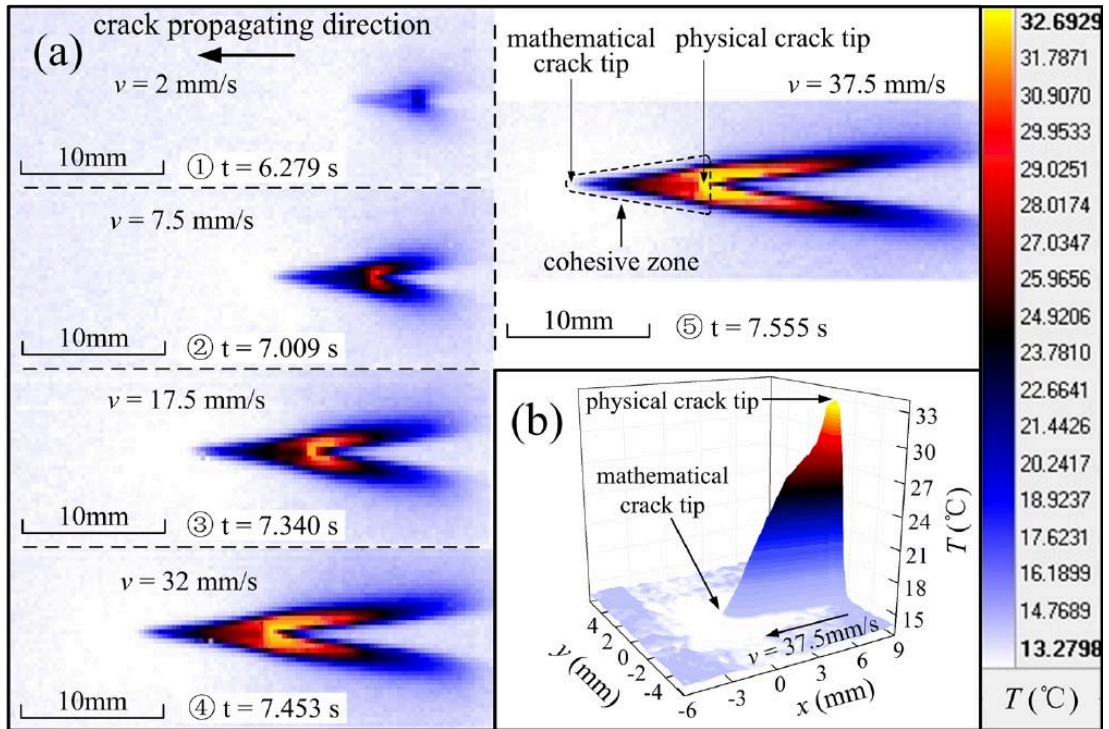 (a)
crack propagating direction
v = 2 mm/s
10mm
① t = 6.279 s
v = 7.5 mm/s
10mm
② t = 7.009 s
v = 17.5 mm/s
10mm
③ t = 7.340 s
v = 32 mm/s
10mm
④ t = 7.453 s
mathematical
crack tip
physical crack tip
v = 37.5 mm/s
cohesive zone
10mm
⑤ t = 7.555 s
(b)
physical crack tip
mathematical
crack tip
33
30
27
24
21
18
15
T (℃)
v = 37.5mm/s
4
2
0
-2
-4
y (mm)
-6
-3
0
3
6
9
x (mm)
32.6929
31.7871
30.9070
29.9533
29.0251
28.0174
27.0347
25.9656
24.9206
23.7810
22.6641
21.4426
20.2417
18.9237
17.6231
16.1899
14.7689
13.2798
T (℃)